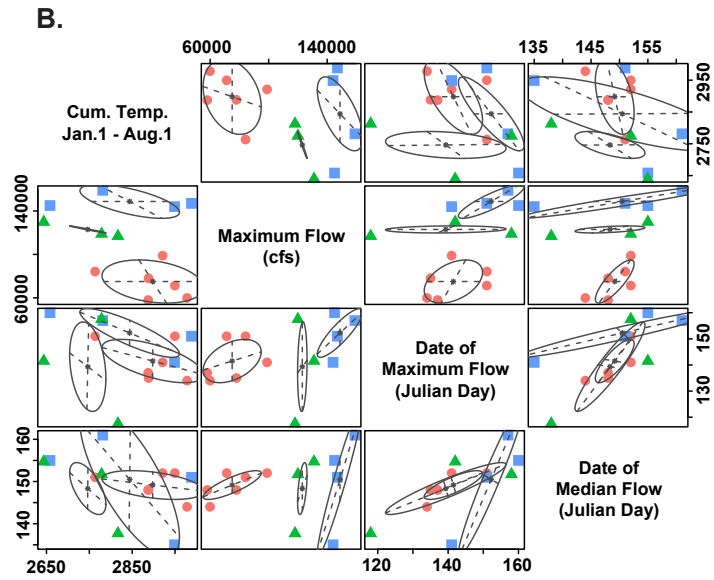 B.
60000 140000
135 145 155
Cum. Temp.
Jan.1 - Aug.1
2750 2950
60000 140000
Maximum Flow
(cfs)
Date of
Maximum Flow
(Julian Day)
130 150
135 140 150 160
Date of
Median Flow
(Julian Day)
2650 2850
120 140 160